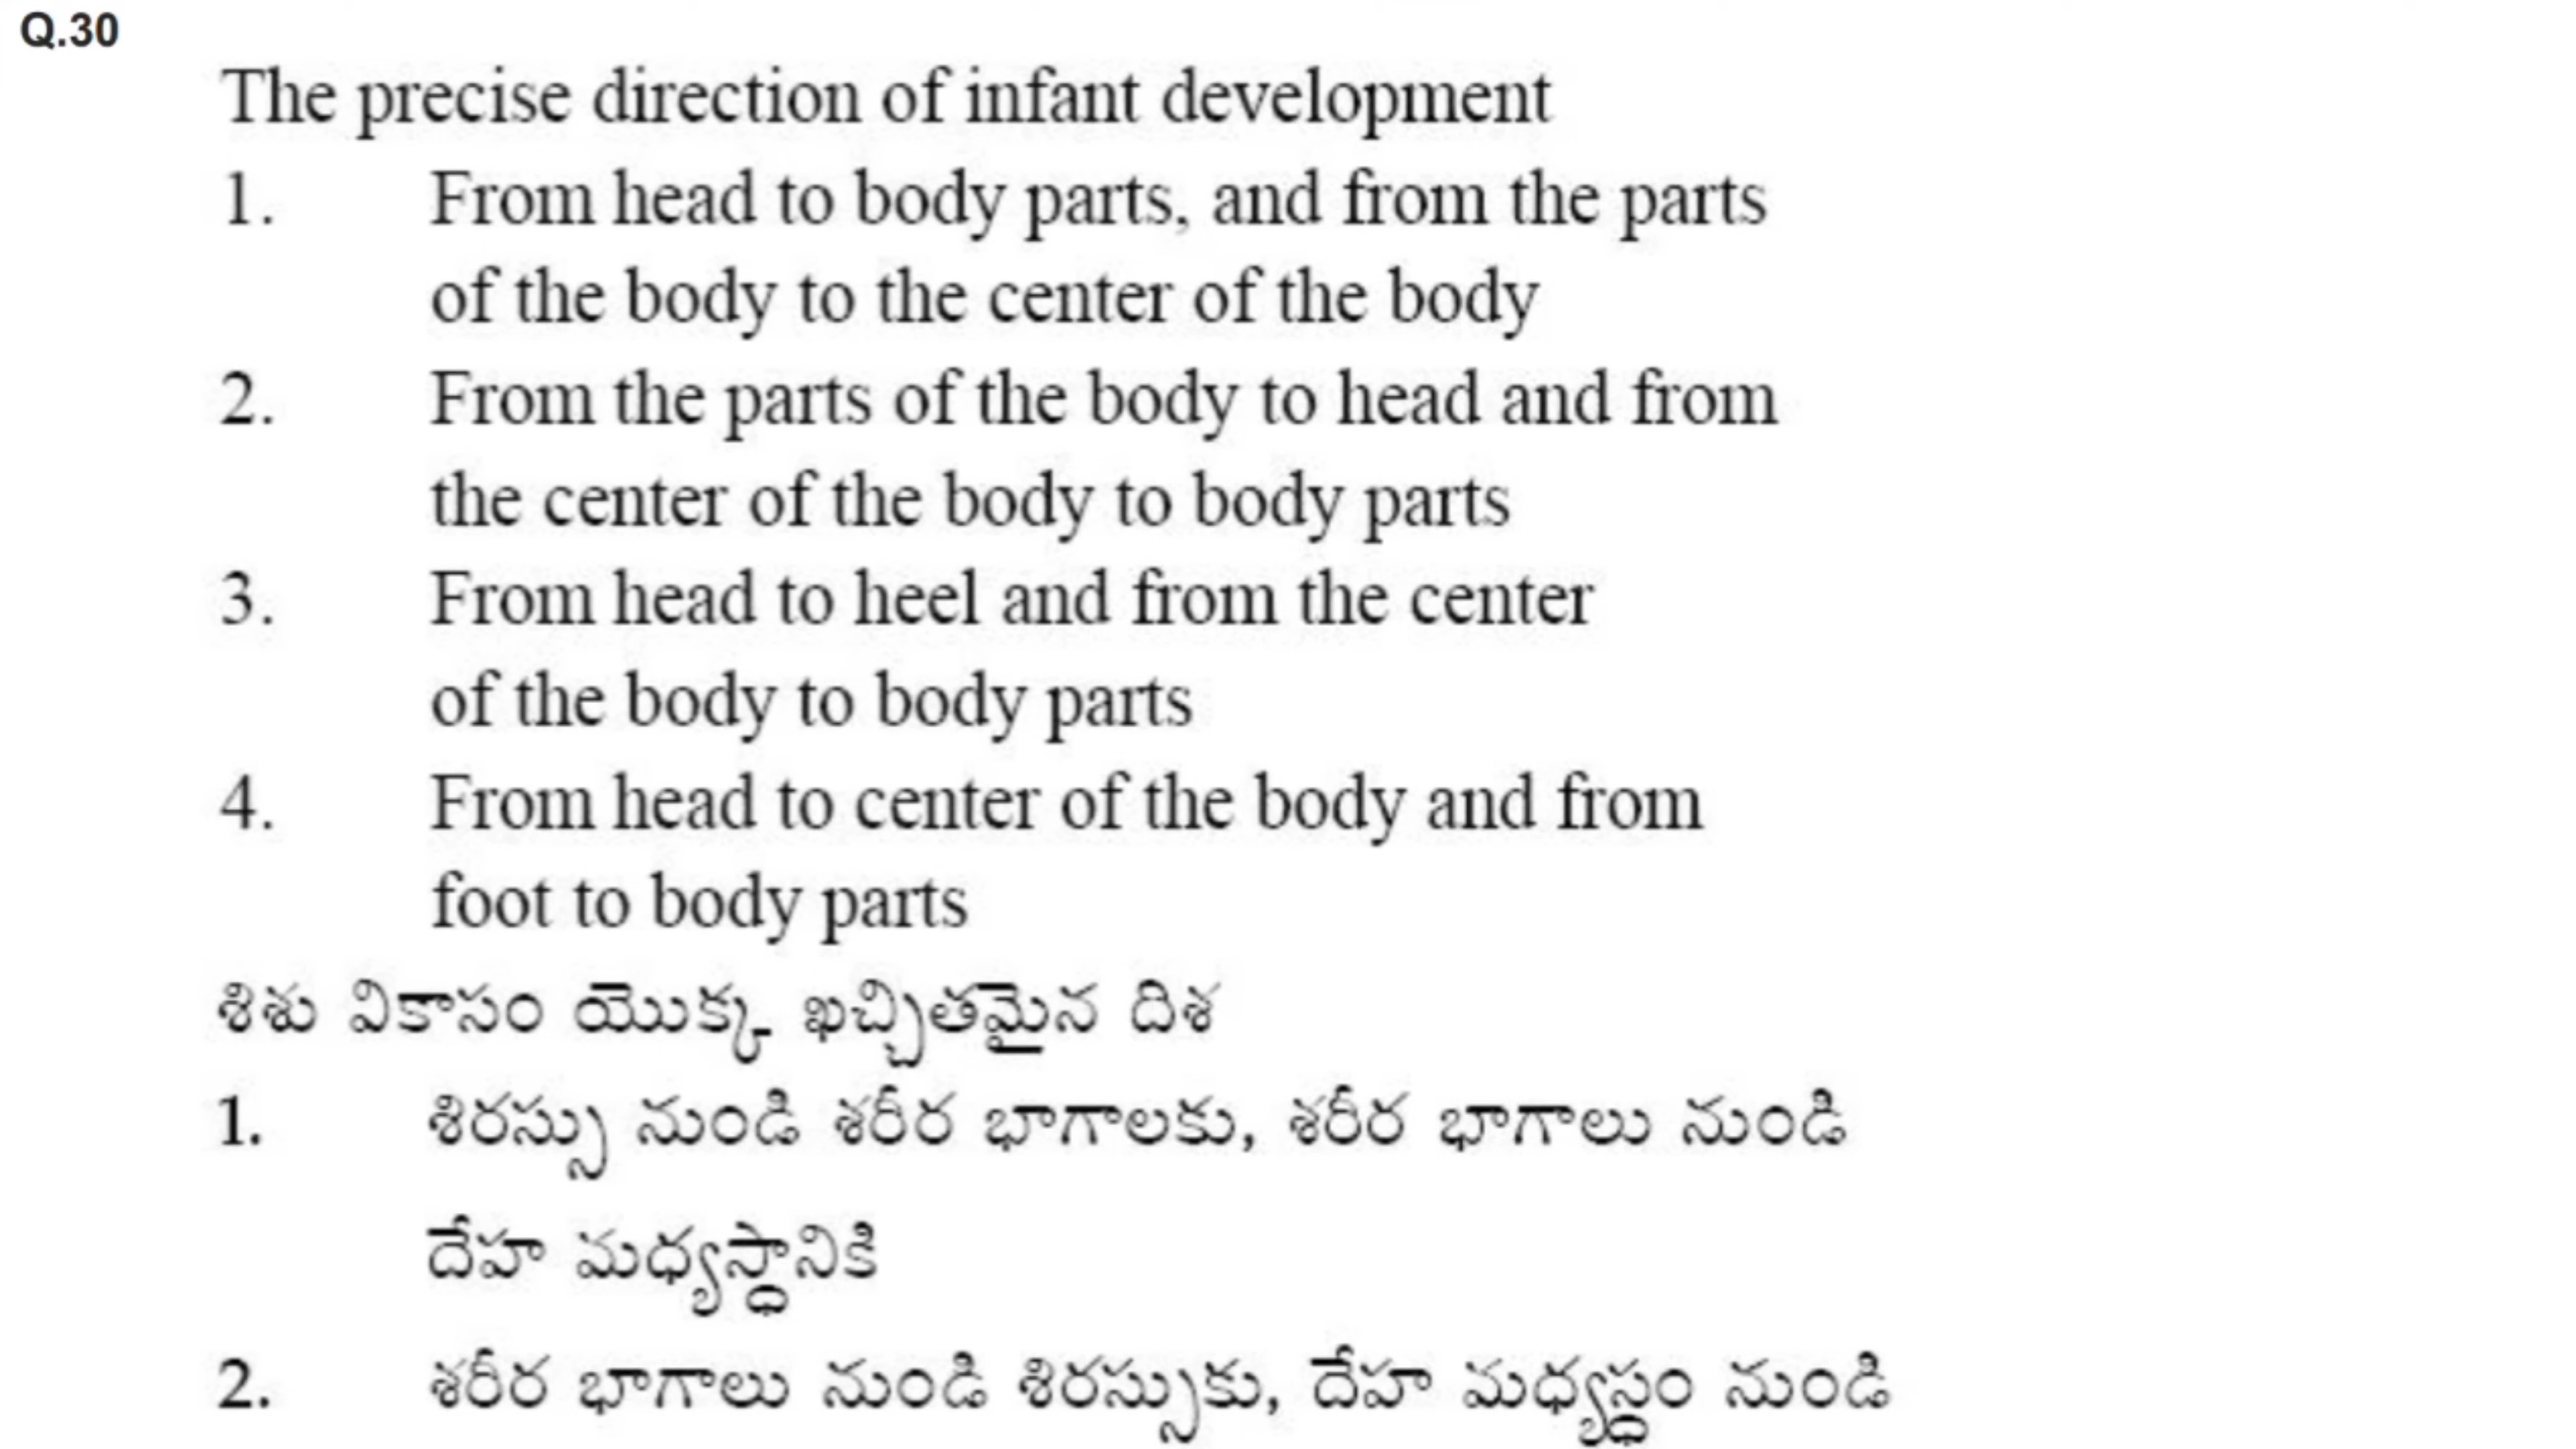 Q.30
The precise direction of infant development
1. From head to body parts, and from the parts
of the body to the center of the body
2. From the parts of the body to head and from
the center of the body to body parts
3. From head to heel and from the center
of the body to body parts
4. From head to center of the body and from
foot to body parts
శిశు వికాసం యొక్క ఖచ్చితమైన దిశ
1. శిరస్సు నుండి శరీర భాగాలకు, శరీర భాగాలు నుండి
దేహ మధ్యస్థానికి
2. శరీర భాగాలు నుండి శిరస్సుకు, దేహ మధ్యస్థం నుండి